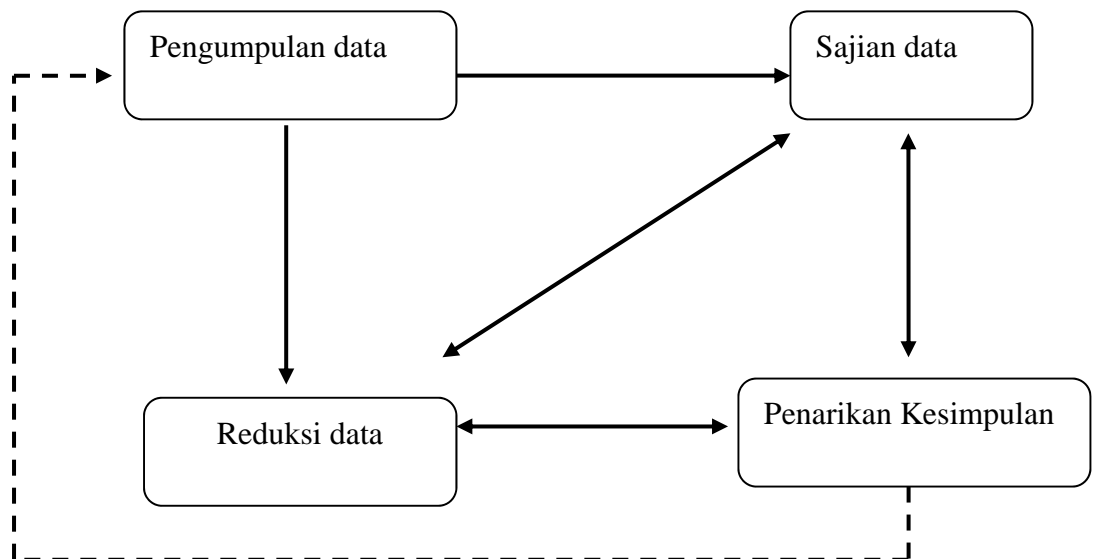 Pengumpulan data
Sajian data
Reduksi data
Penarikan Kesimpulan